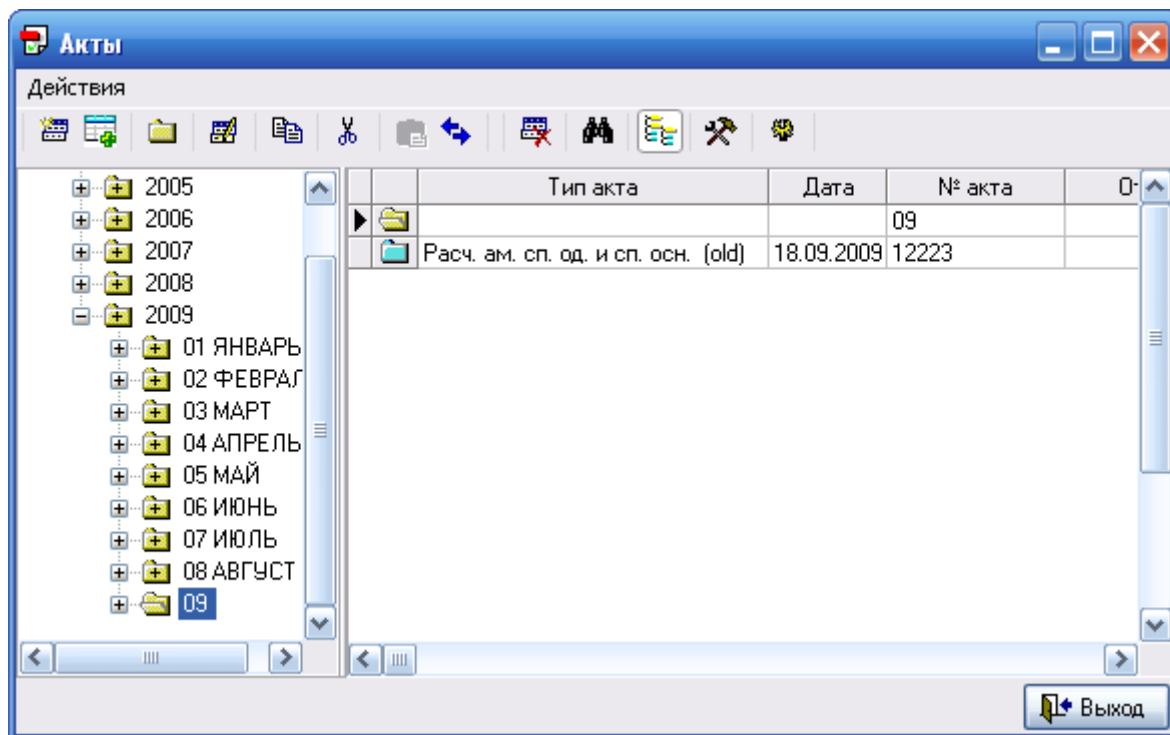 Акты
Действия
2005
2006
2007
2008
2009
01 ЯНВАРЬ
02 ФЕВРАЛ
03 МАРТ
04 АПРЕЛЬ
05 МАЙ
06 ИЮНЬ
07 ИЮЛЬ
08 АВГУСТ
09
Тип акта Дата № акта
09
Расч. ам. сп. од. и сп. осн. (old) 18.09.2009 12223
Выход